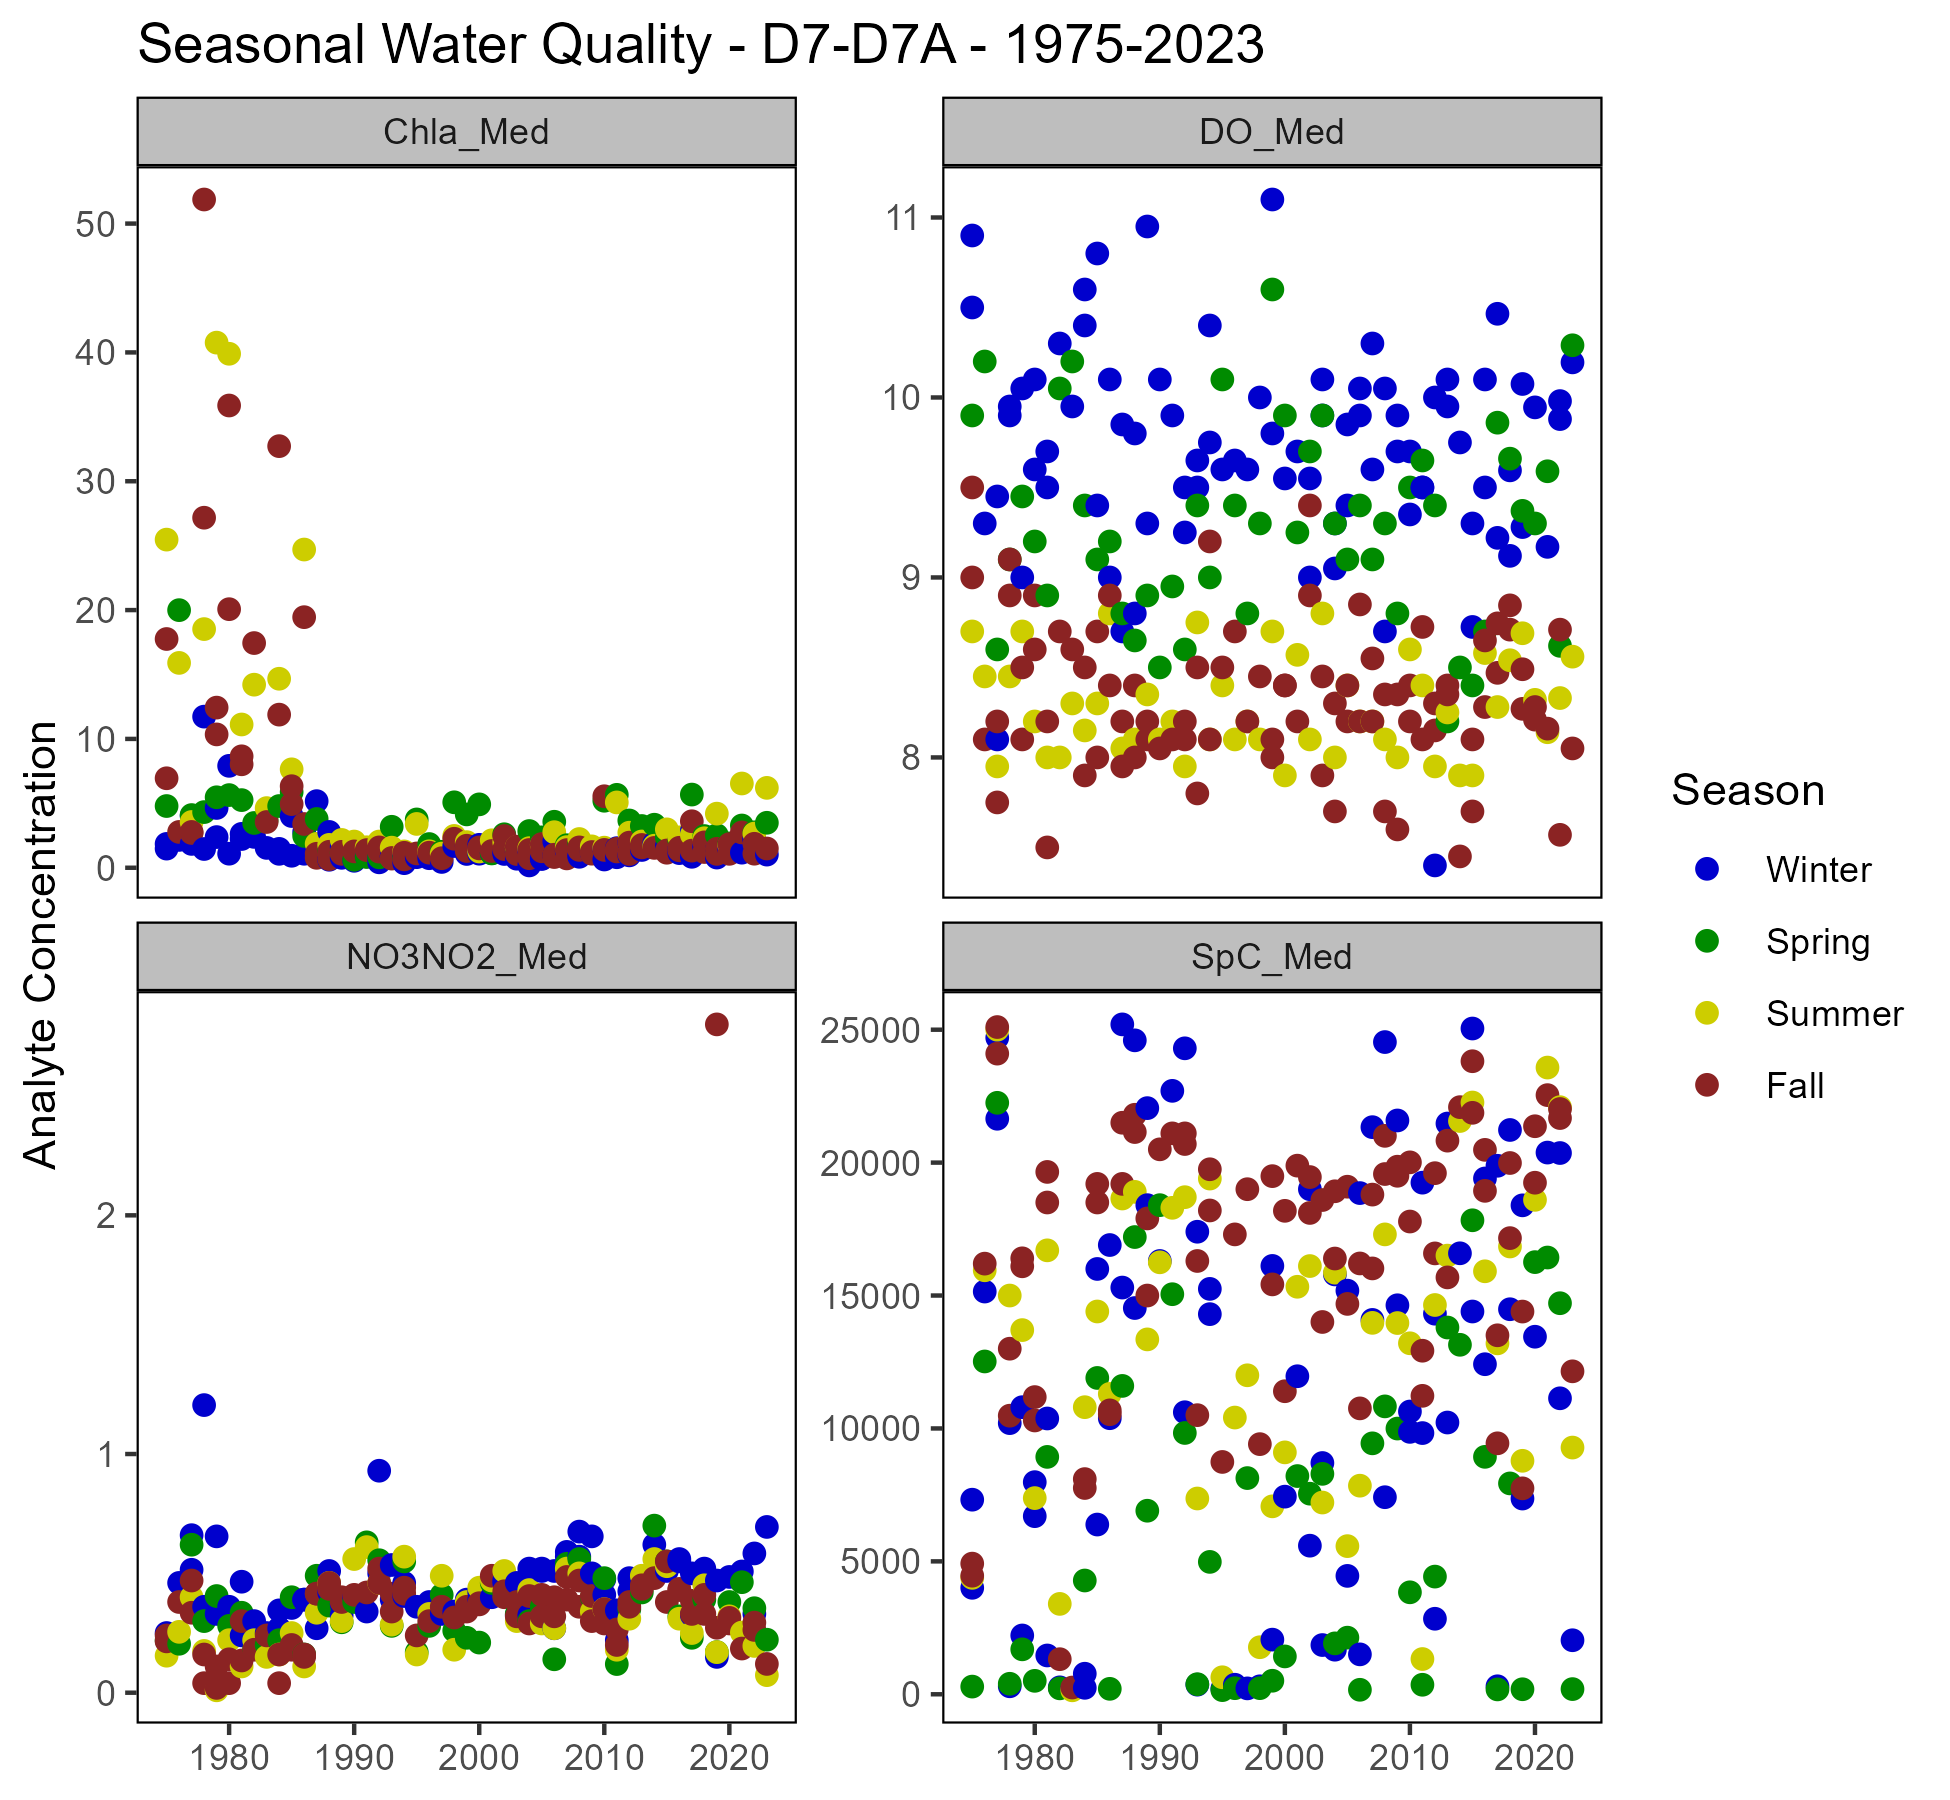 Seasonal Water Quality - D7-D7A - 1975-2023
Chla_Med
DO_Med
50
40
30
20
10
0
11
10
9
8
Analyte Concentration
NO3NO2_Med
SpC_Med
2
1
0
25000
20000
15000
10000
5000
0
1980 1990 2000 2010 2020
1980 1990 2000 2010 2020
Season
Winter
Spring
Summer
Fall